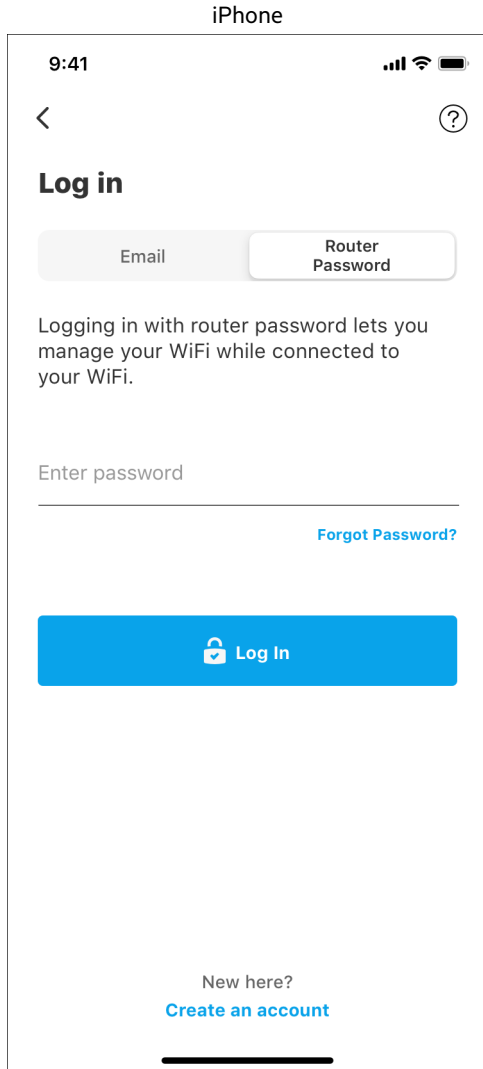 iPhone
9:41
?
Log in
Email
Router
Password
Logging in with router password lets you
manage your WiFi while connected to
your WiFi.
Enter password
Forgot Password?
Log In
New here?
Create an account